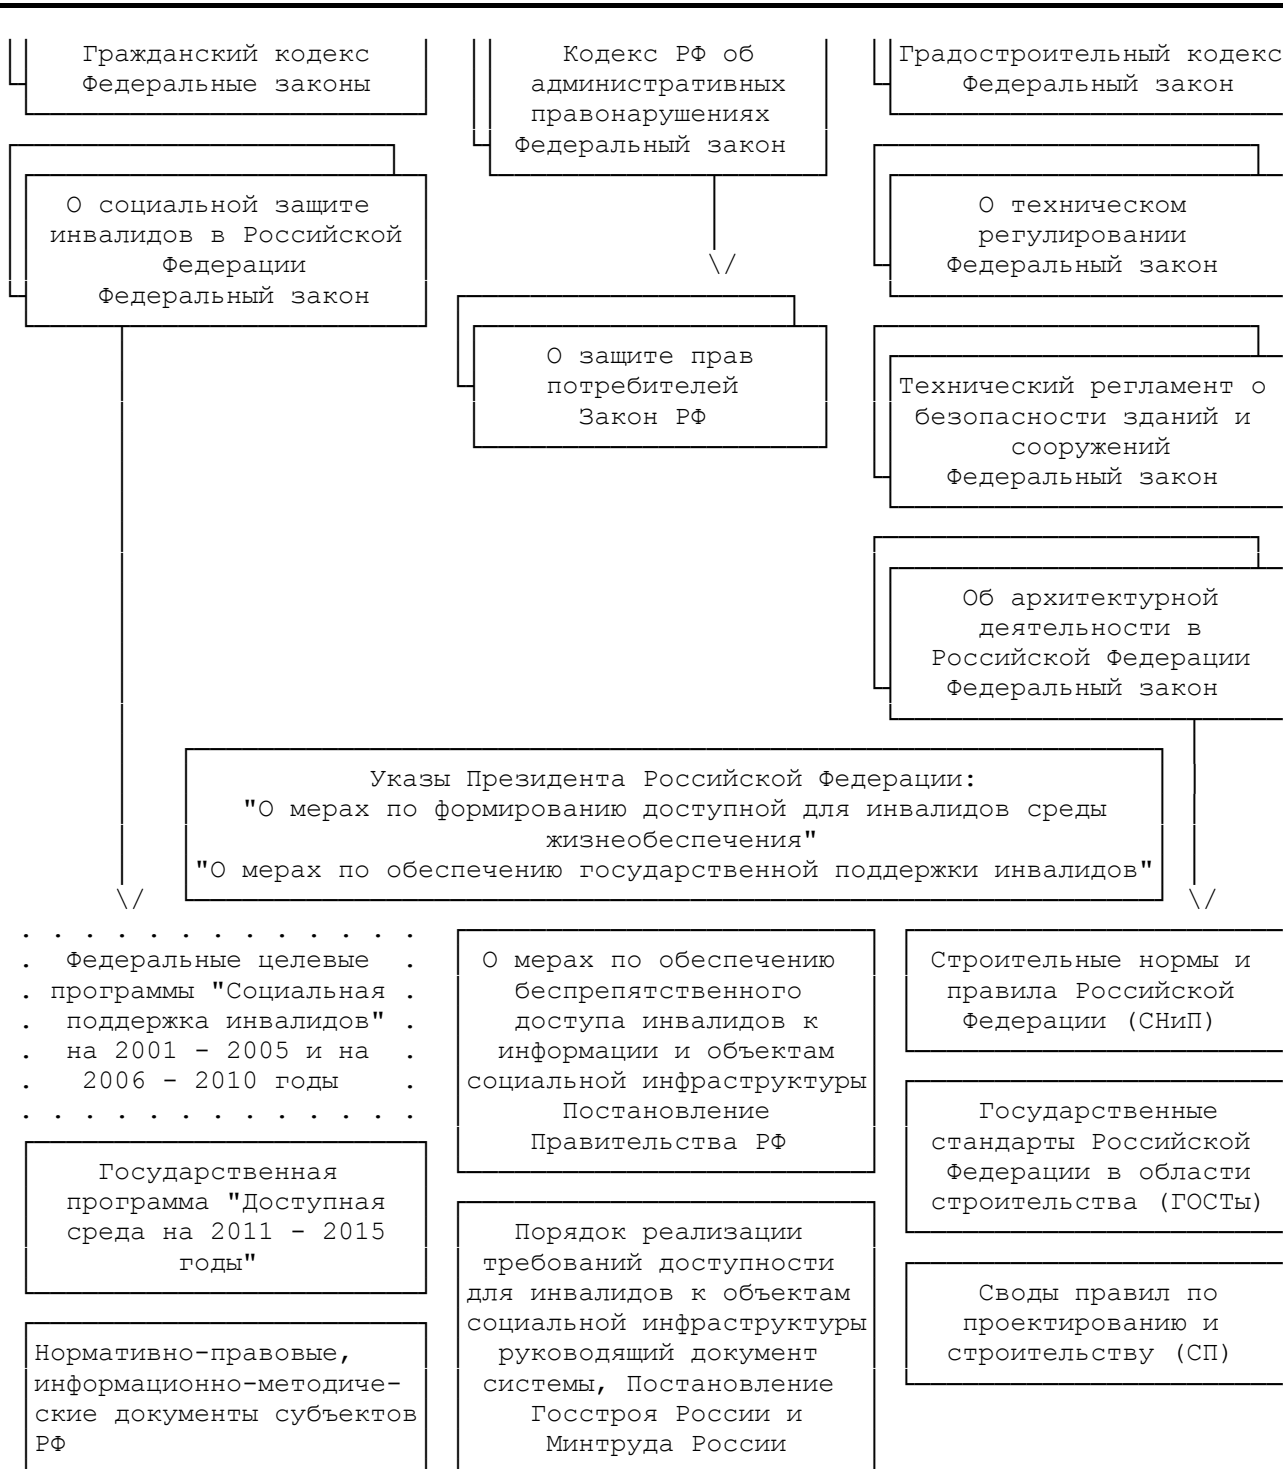 Гражданский кодекс
Федеральные законы
Кодекс РФ об
административных
правонарушениях
Федеральный закон
Градостроительный кодекс
Федеральный закон
О социальной защите
инвалидов в Российской
Федерации
Федеральный закон
О техническом
регулировании
Федеральный закон
\/
О защите прав
потребителей
Закон РФ
Технический регламент о
безопасности зданий и
сооружений
Федеральный закон
Об архитектурной
деятельности в
Российской Федерации
Федеральный закон
Указы Президента Российской Федерации:
"О мерах по формированию доступной для инвалидов среды
жизнеобеспечения"
"О мерах по обеспечению государственной поддержки инвалидов"
\/
\/
Федеральные целевые
программы "Социальная
поддержка инвалидов"
на 2001 - 2005 и на
2006 - 2010 годы
Государственная
программа "Доступная
среда на 2011 - 2015
годы"
Нормативно-правовые,
информационно-методиче-
ские документы субъектов
РФ
О мерах по обеспечению
беспрепятственного
доступа инвалидов к
информации и объектам
социальной инфраструктуры
Постановление
Правительства РФ
Порядок реализации
требований доступности
для инвалидов к объектам
социальной инфраструктуры
руководящий документ
системы, Постановление
Госстроя России и
Минтруда России
Строительные нормы и
правила Российской
Федерации (СНиП)
Государственные
стандарты Российской
Федерации в области
строительства (ГОСТы)
Своды правил по
проектированию и
строительству (СП)